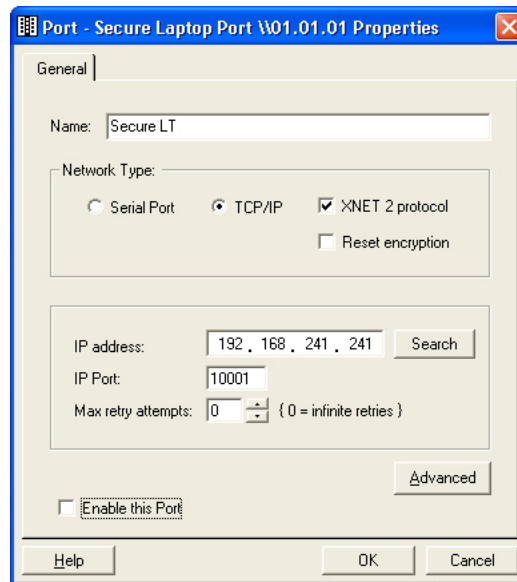 Port - Secure Laptop Port \\01.01.01 Properties
General
Name: Secure LT
Network Type:
Serial Port TCP/IP XNET 2 protocol
Reset encryption
IP address: 192 . 168 . 241 . 241 Search
IP Port: 10001
Max retry attempts: 0 { 0 = infinite retries }
Advanced
Enable this Port
Help OK Cancel